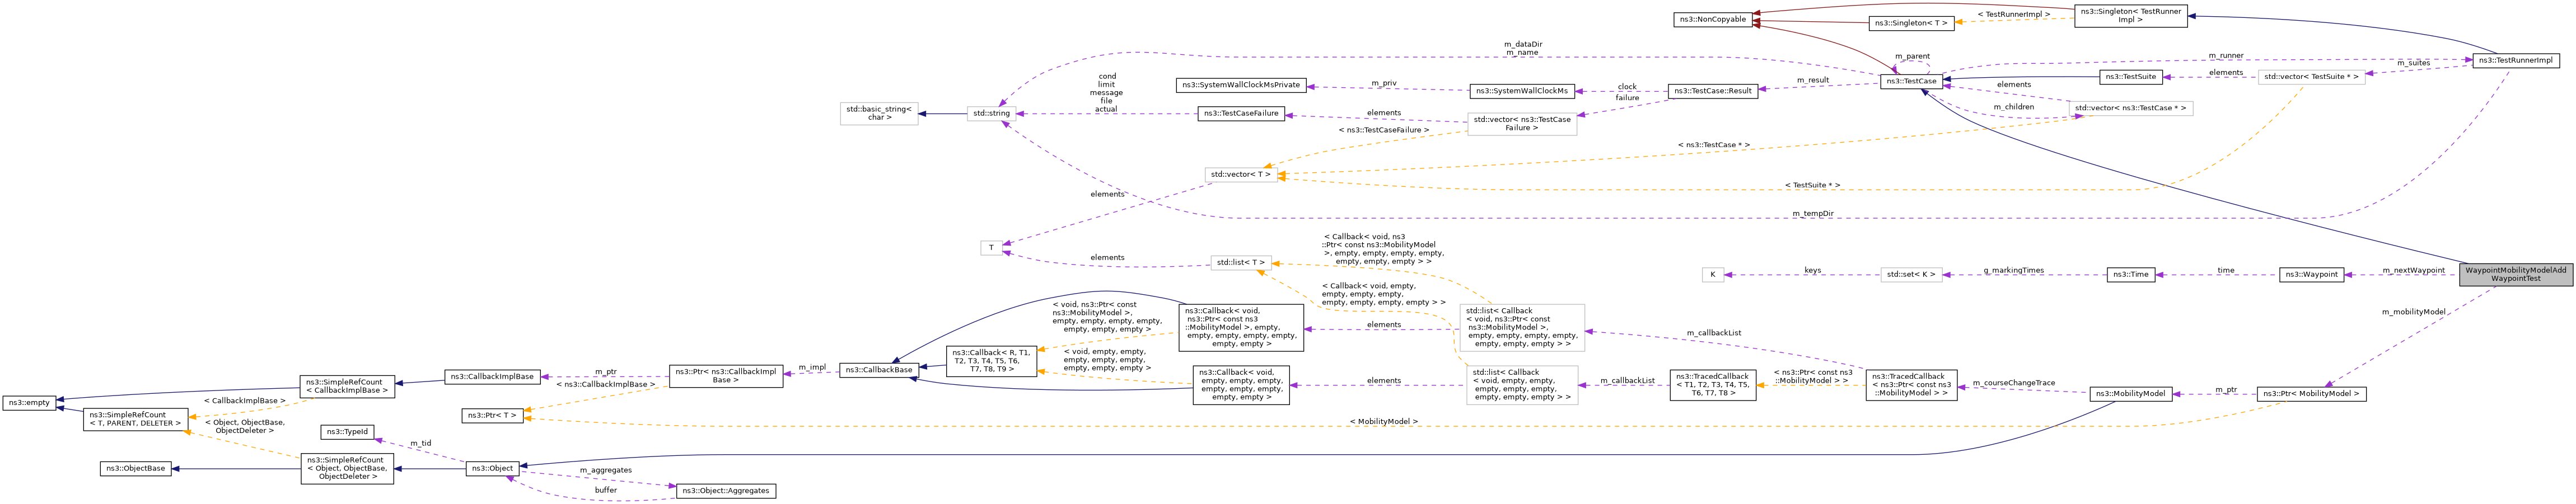 ns3::NonCopyable
ns3::Singleton< T >
< TestRunnerImpl >
ns3::Singleton< TestRunner
Impl >
m_dataDir
m_name
m_parent
m_runner
ns3::TestRunnerImpl
m_suites
cond
limit
message
file
actual
ns3::SystemWallClockMsPrivate
m_priv
ns3::SystemWallClockMs
clock
failure
ns3::TestCase::Result
m_result
ns3::TestCase
ns3::TestSuite
elements
std::vector< TestSuite * >
elements
m_children
std::vector< ns3::TestCase * >
std::basic_string<
char >
std::string
ns3::TestCaseFailure
elements
std::vector< ns3::TestCase
Failure >
< ns3::TestCaseFailure >
< ns3::TestCase * >
std::vector< T >
< TestSuite * >
elements
m_tempDir
T
elements
std::list< T >
< Callback< void, ns3
::Ptr< const ns3::MobilityModel
>, empty, empty, empty, empty,
empty, empty, empty > >
K
keys
std::set< K >
g_markingTimes
ns3::Time
time
ns3::Waypoint
m_nextWaypoint
WaypointMobilityModelAdd
WaypointTest
< Callback< void, empty,
empty, empty, empty,
empty, empty, empty, empty > >
m_mobilityModel
< void, ns3::Ptr< const
ns3::MobilityModel >,
empty, empty, empty, empty,
empty, empty, empty >
ns3::Callback< void,
ns3::Ptr< const ns3
::MobilityModel >, empty,
empty, empty, empty, empty,
empty, empty >
elements
std::list< Callback
< void, ns3::Ptr< const
ns3::MobilityModel >,
empty, empty, empty, empty,
empty, empty, empty > >
m_callbackList
ns3::Callback< R, T1,
T2, T3, T4, T5, T6,
T7, T8, T9 >
< void, empty, empty,
empty, empty, empty,
empty, empty, empty >
ns3::CallbackBase
m_impl
ns3::Ptr< ns3::CallbackImpl
Base >
m_ptr
ns3::CallbackImplBase
< ns3::CallbackImplBase >
ns3::SimpleRefCount
< CallbackImplBase >
ns3::Callback< void,
empty, empty, empty,
empty, empty, empty,
empty, empty >
elements
std::list< Callback
< void, empty, empty,
empty, empty, empty,
empty, empty, empty > >
m_callbackList
ns3::TracedCallback
< T1, T2, T3, T4, T5,
T6, T7, T8 >
< ns3::Ptr< const ns3
::MobilityModel > >
ns3::TracedCallback
< ns3::Ptr< const ns3
::MobilityModel > >
m_courseChangeTrace
ns3::MobilityModel
m_ptr
ns3::Ptr< MobilityModel >
ns3::empty
< CallbackImplBase >
ns3::SimpleRefCount
< T, PARENT, DELETER >
< Object, ObjectBase,
ObjectDeleter >
ns3::Ptr< T >
< MobilityModel >
ns3::TypeId
m_tid
ns3::ObjectBase
ns3::SimpleRefCount
< Object, ObjectBase,
ObjectDeleter >
ns3::Object
m_aggregates
buffer
ns3::Object::Aggregates